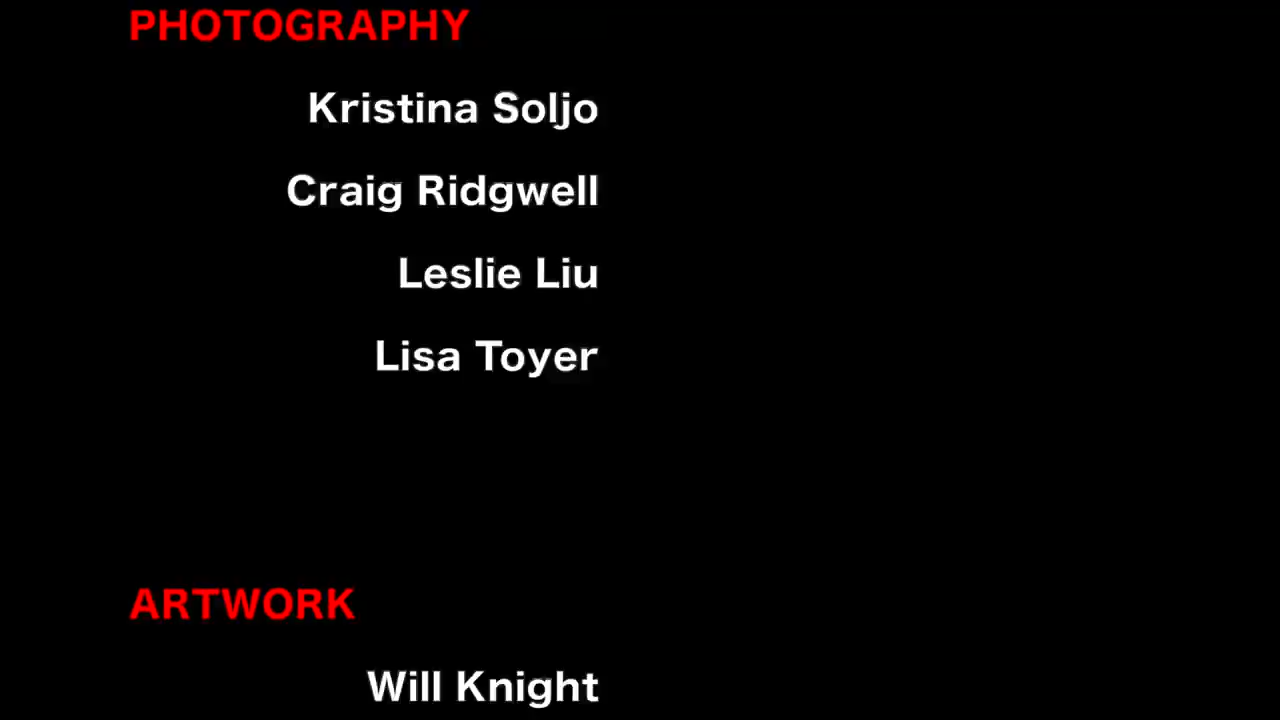 PHOTOGRAPHY
Kristina Soljo
Craig Ridgwell
Leslie Liu
Lisa Toyer
ARTWORK
Will Knight